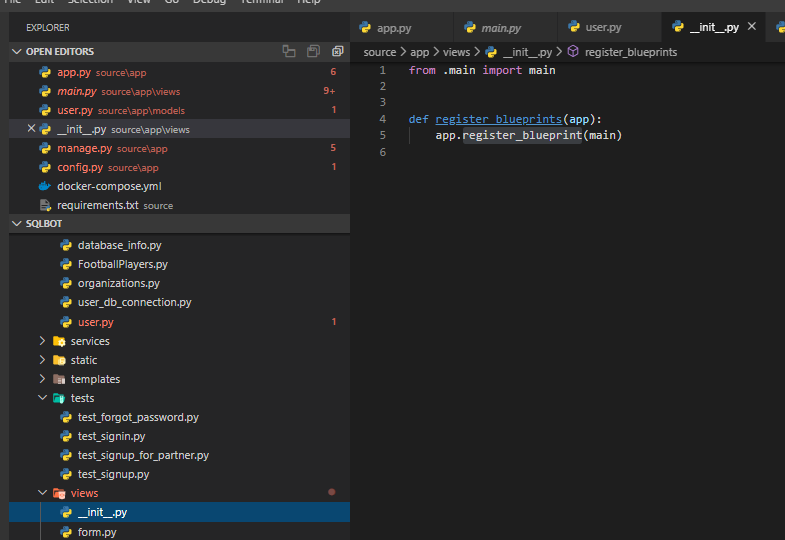 File Edit Selection View Go Debug Terminal Help
EXPLORER
OPEN EDITORS
app.py source\app 6
main.py source\app\views 9+
user.py source\app\models 1
__init__.py source\app\views
manage.py source\app 5
config.py source\app 1
docker-compose.yml
requirements.txt source
SQLBOT
database_info.py
FootballPlayers.py
organizations.py
user_db_connection.py
user.py 1
services
static
templates
tests
test_forgot_password.py
test_signin.py
test_signup_for_partner.py
test_signup.py
views
__init__.py
form.py
app.py main.py user.py __init__.py
source > app > views > __init__.py > register_blueprints
1 from .main import main
2
3
4 def register_blueprints(app):
5 app.register_blueprint(main)
6